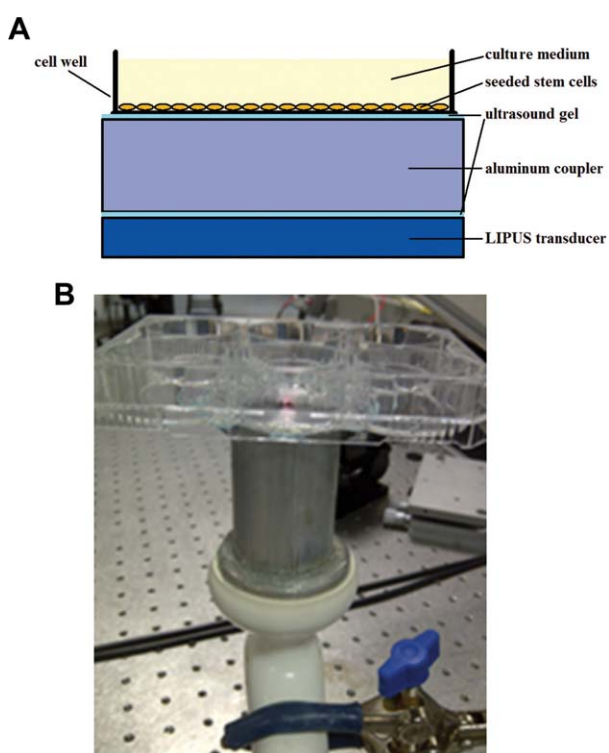 A
cell well
culture medium
seeded stem cells
ultrasound gel
aluminum coupler
LIPUS transducer
B